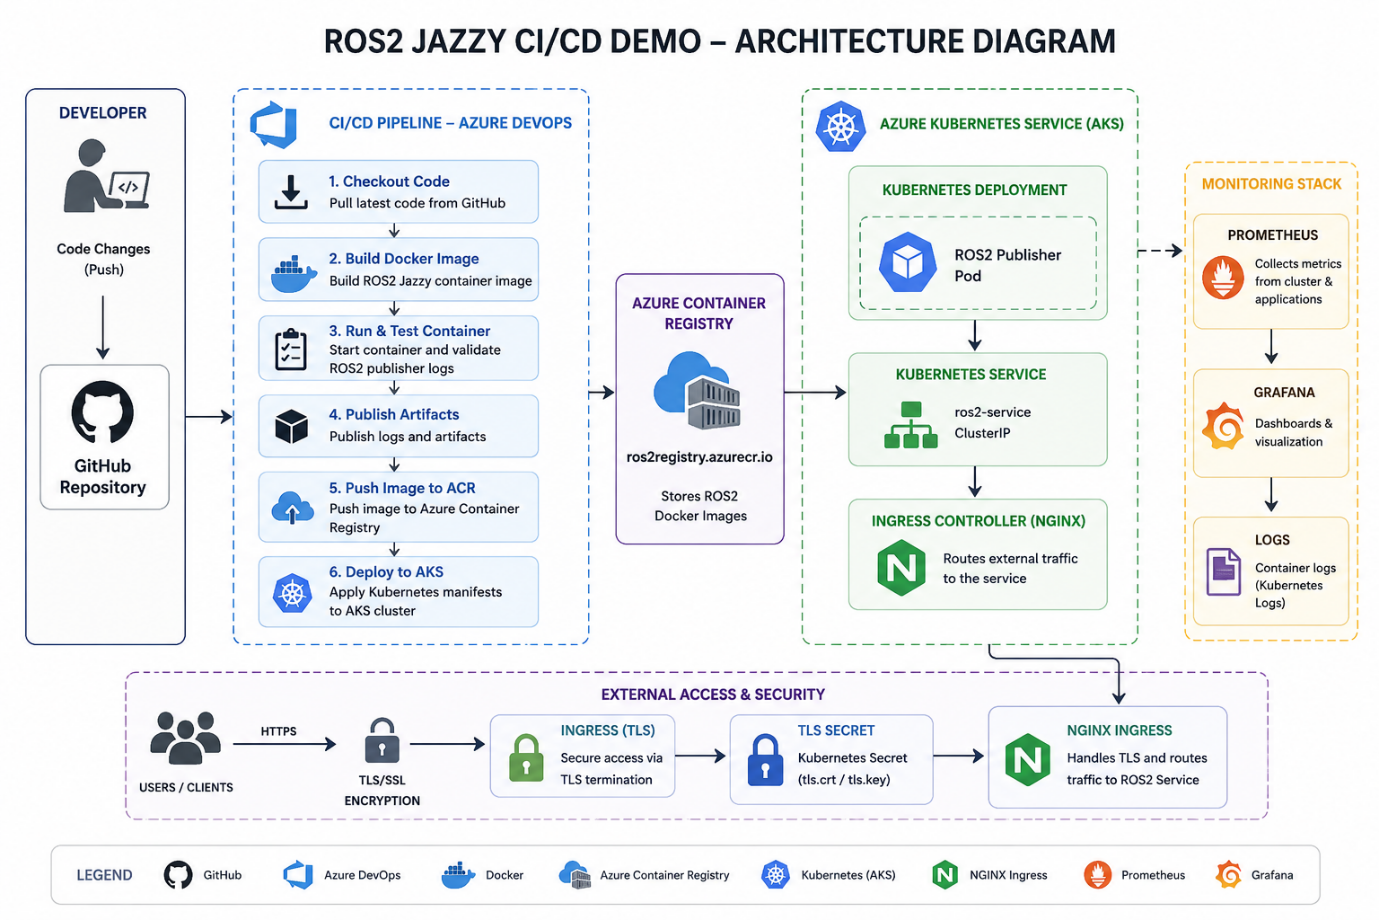 ROS2 JAZZY CI/CD DEMO – ARCHITECTURE DIAGRAM
DEVELOPER
</>
Code Changes
(Push)
GitHub
Repository
CI/CD PIPELINE – AZURE DEVOPS
1. Checkout Code
Pull latest code from GitHub
2. Build Docker Image
Build ROS2 Jazzy container image
3. Run & Test Container
Start container and validate
ROS2 publisher logs
4. Publish Artifacts
Publish logs and artifacts
5. Push Image to ACR
Push image to Azure Container
Registry
6. Deploy to AKS
Apply Kubernetes manifests
to AKS cluster
AZURE CONTAINER
REGISTRY
ros2registry.azurecr.io
Stores ROS2
Docker Images
AZURE KUBERNETES SERVICE (AKS)
KUBERNETES DEPLOYMENT
ROS2 Publisher
Pod
KUBERNETES SERVICE
ros2-service
ClusterIP
INGRESS CONTROLLER (NGINX)
N
Routes external traffic
to the service
MONITORING STACK
PROMETHEUS
Collects metrics
from cluster &
applications
GRAFANA
Dashboards &
visualization
LOGS
Container logs
(Kubernetes
Logs)
EXTERNAL ACCESS & SECURITY
USERS / CLIENTS
HTTPS
TLS/SSL
ENCRYPTION
INGRESS (TLS)
Secure access via
TLS termination
TLS SECRET
Kubernetes Secret
(tls.crt / tls.key)
N
NGINX INGRESS
Handles TLS and routes
traffic to ROS2 Service
LEGEND
GitHub
Azure DevOps
Docker
Azure Container Registry
Kubernetes (AKS)
N
NGINX Ingress
Prometheus
Grafana